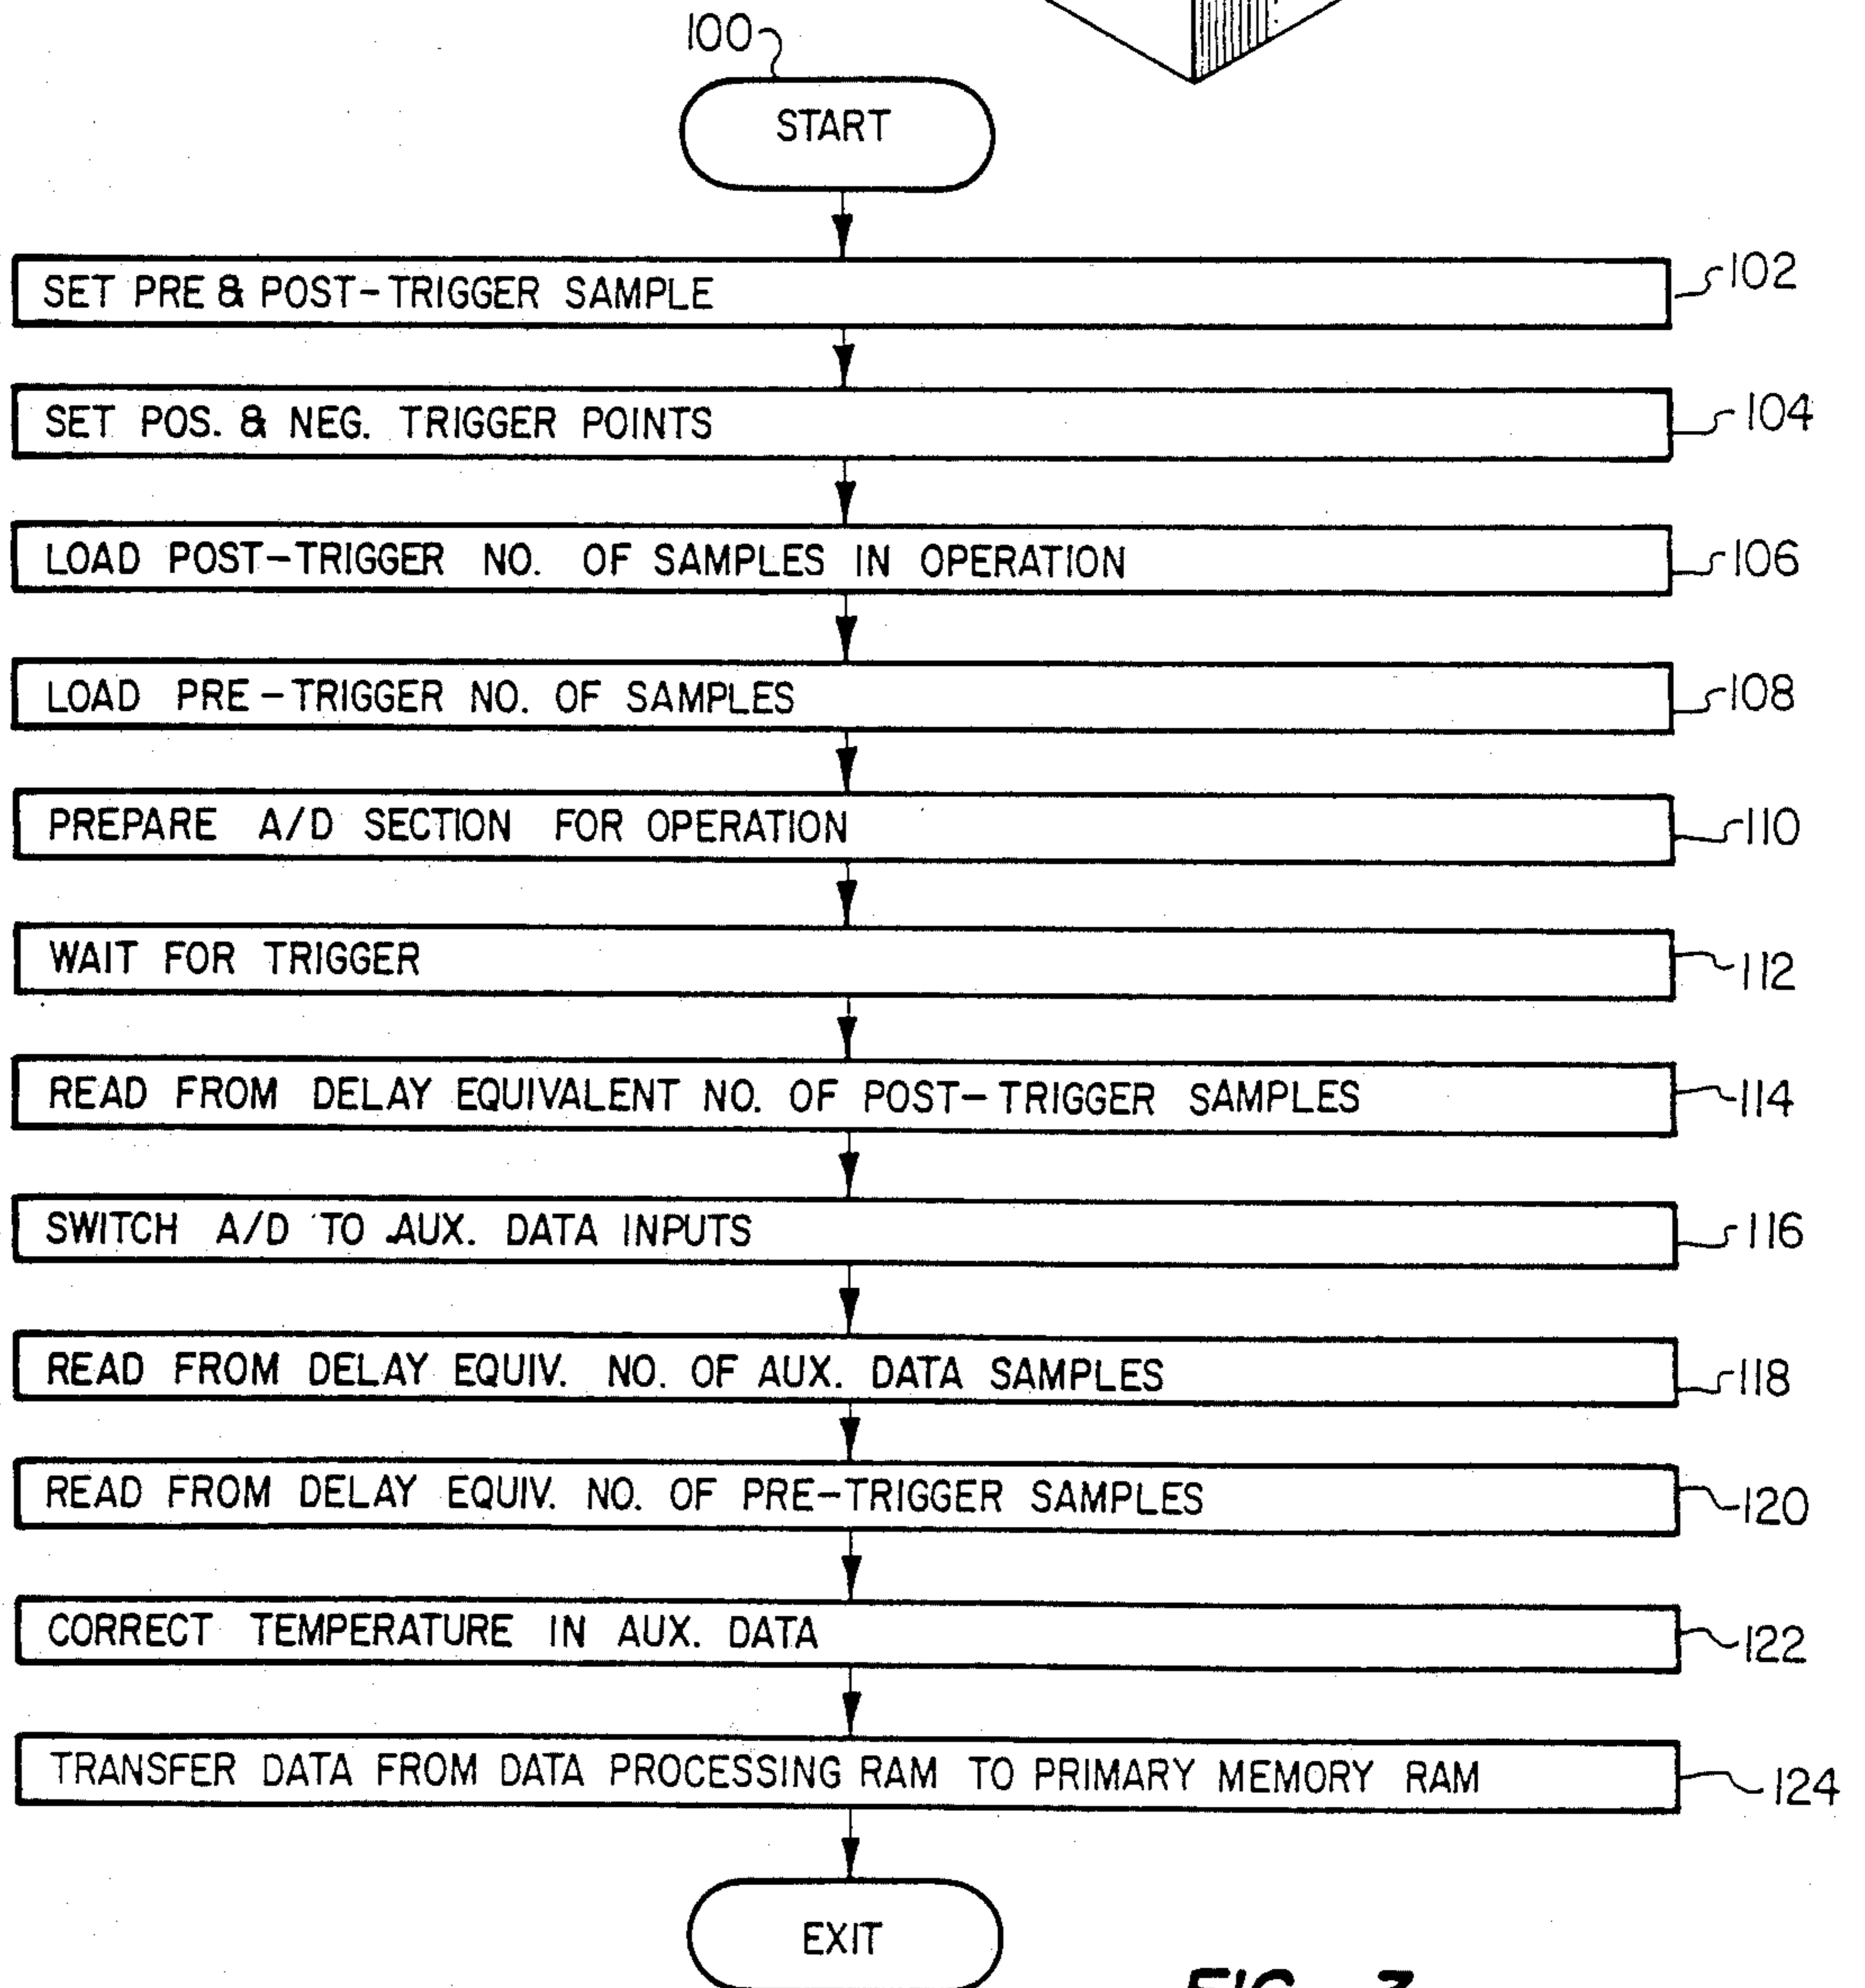 100
START
SET PRE & POST-TRIGGER SAMPLE 102
SET POS. & NEG. TRIGGER POINTS 104
LOAD POST-TRIGGER NO. OF SAMPLES IN OPERATION 106
LOAD PRE-TRIGGER NO. OF SAMPLES 108
PREPARE A/D SECTION FOR OPERATION 110
WAIT FOR TRIGGER 112
READ FROM DELAY EQUIVALENT NO. OF POST-TRIGGER SAMPLES 114
SWITCH A/D TO AUX. DATA INPUTS 116
READ FROM DELAY EQUIV. NO. OF AUX. DATA SAMPLES 118
READ FROM DELAY EQUIV. NO. OF PRE-TRIGGER SAMPLES 120
CORRECT TEMPERATURE IN AUX. DATA 122
TRANSFER DATA FROM DATA PROCESSING RAM TO PRIMARY MEMORY RAM 124
EXIT
FIG.